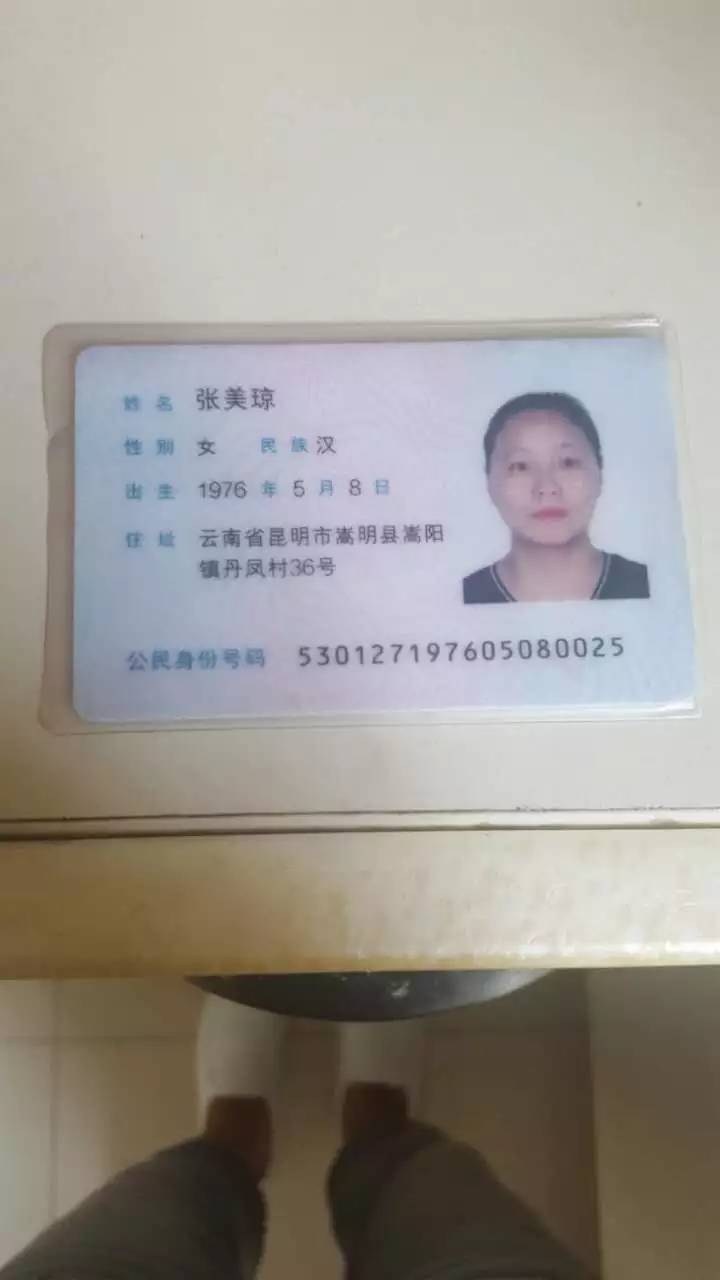 姓名 张美琼
性别 女 民族 汉
出生 1976 年 5 月 8 日
住址 云南省昆明市嵩明县嵩阳
镇丹凤村36号
公民身份号码 530127197605080025